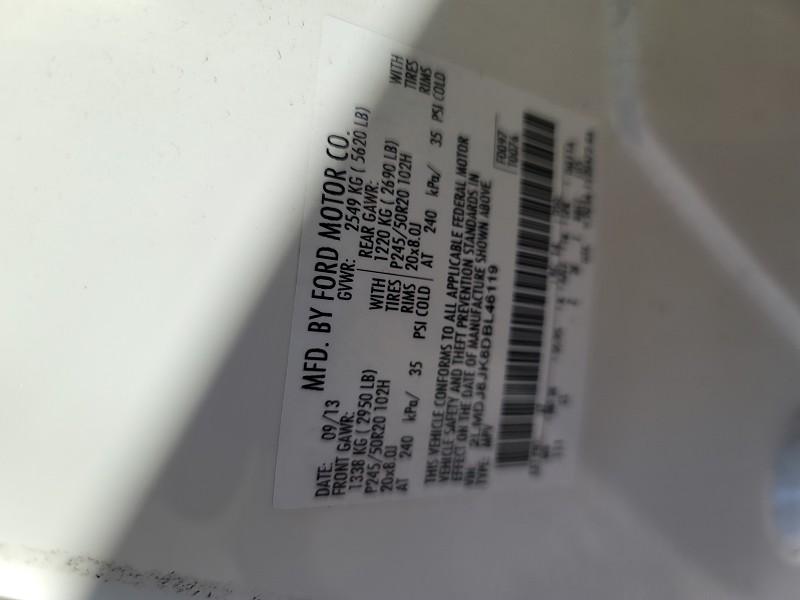 MFD. BY FORD MOTOR CO.
DATE: 09/13 GVWR: 2549 KG ( 5620 LB)
FRONT GAWR: REAR GAWR:
1338 KG ( 2950 LB) WITH 1220 KG ( 2690 LB) WITH
P245/50R20 102H TIRES P245/50R20 102H TIRES
20x8.0J RIMS 20x8.0J RIMS
AT 240 kPa/ 35 PSI COLD AT 240 kPa/ 35 PSI COLD
THIS VEHICLE CONFORMS TO ALL APPLICABLE FEDERAL MOTOR
VEHICLE SAFETY AND THEFT PREVENTION STANDARDS IN
EFFECT ON THE DATE OF MANUFACTURE SHOWN ABOVE
VIN: 2LMDJ8JK8DBL46119
TYPE: MPV
F0097
T0074